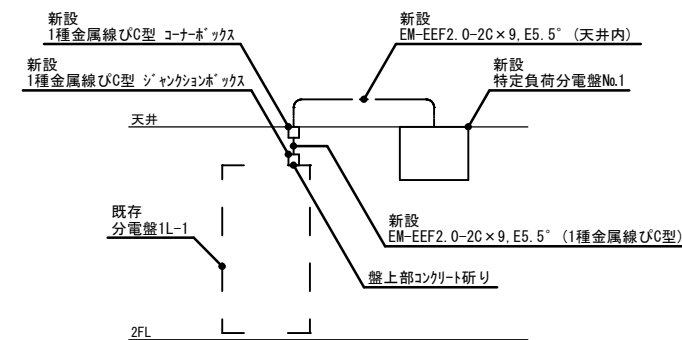 新設
1種金属線ぴC型 コーナーボックス
新設
EM-EEF2.0-2C×9,E5.5°(天井内)
新設
1種金属線ぴC型 ジャンクションボックス
新設
特定負荷分電盤No.1
天井
既存
分電盤1L-1
新設
EM-EEF2.0-2C×9,E5.5°(1種金属線ぴC型)
盤上部コンクリート斫り
2FL